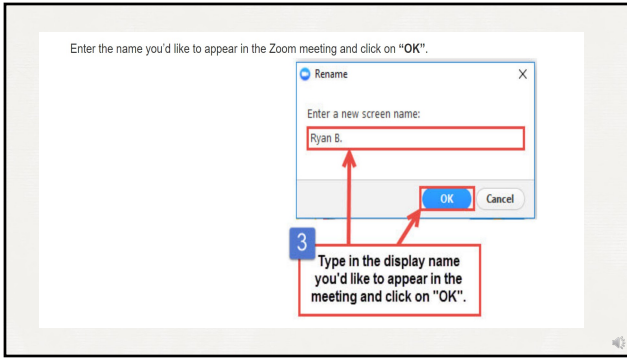 Enter the name you'd like to appear in the Zoom meeting and click on “OK”.
Rename
X
Enter a new screen name:
Ryan B.
OK
Cancel
3
Type in the display name
you'd like to appear in the
meeting and click on "OK".